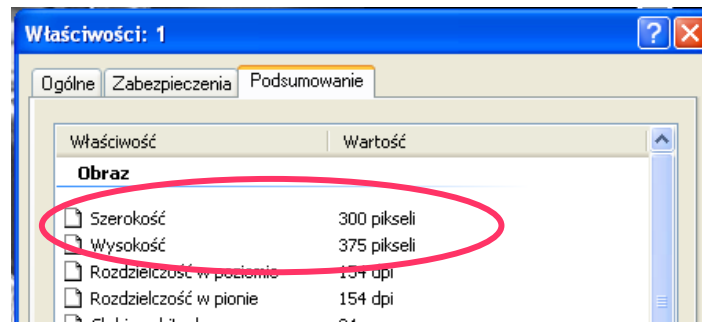 Właściwości: 1
Ogólne Zabezpieczenia Podsumowanie
Właściwość Wartość
Obraz
Szerokość 300 pikseli
Wysokość 375 pikseli
Rozdzielczość w poziomie 154 dpi
Rozdzielczość w pionie 154 dpi